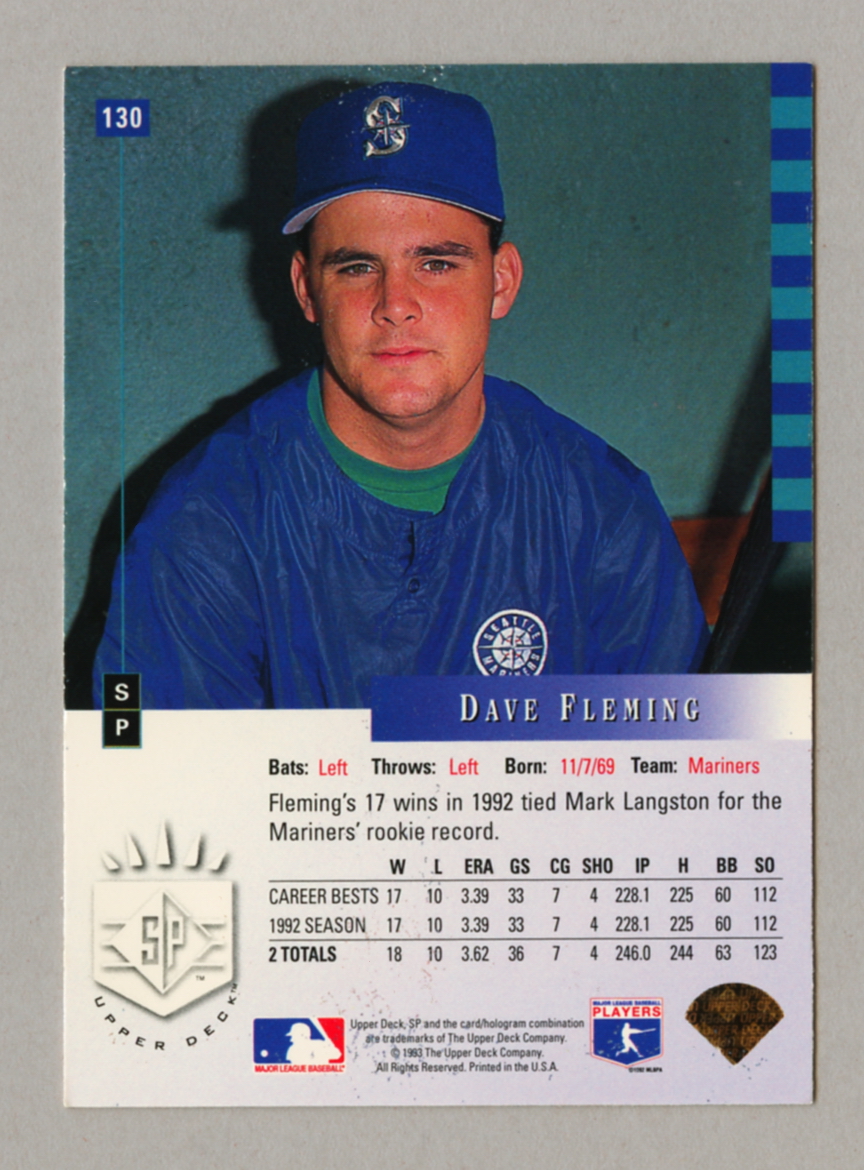 130
S
SEATTLE
MARINERS
S
P
DAVE FLEMING
Bats: Left Throws: Left Born: 11/7/69 Team: Mariners
Fleming's 17 wins in 1992 tied Mark Langston for the
Mariners' rookie record.
W L ERA GS CG SHO IP H BB SO
CAREER BESTS 17 10 3.39 33 7 4 228.1 225 60 112
1992 SEASON 17 10 3.39 33 7 4 228.1 225 60 112
2 TOTALS 18 10 3.62 36 7 4 246.0 244 63 123
SP
TM
UPPER DECK™
MAJOR LEAGUE BASEBALL
Upper Deck, SP and the card/hologram combination
are trademarks of The Upper Deck Company.
© 1993 The Upper Deck Company.
All Rights Reserved. Printed in the U.S.A.
MAJOR LEAGUE BASEBALL
PLAYERS
©1992 MLBPA
UPPER DECK